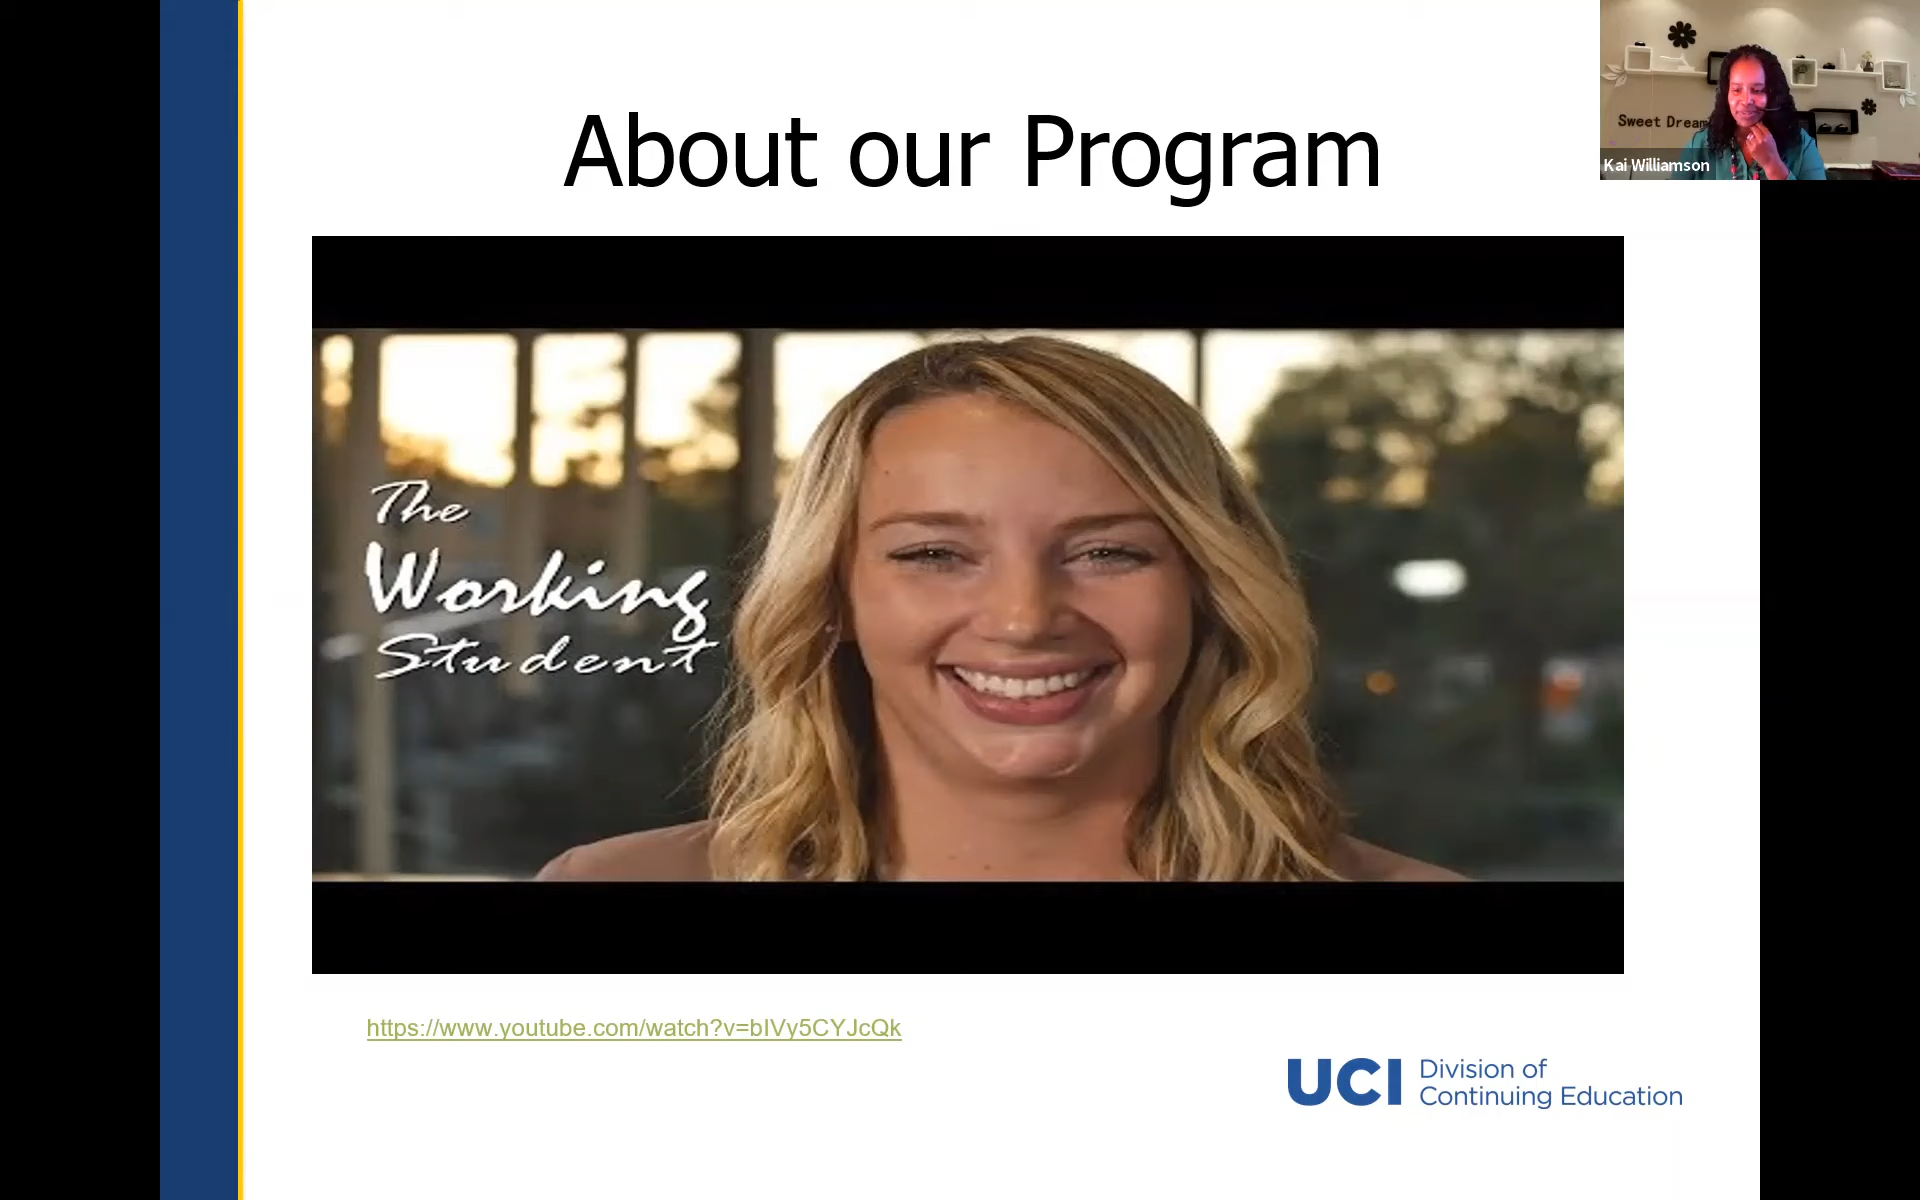 About our Program
Sweet Dream
Kai Williamson
The
Working
Student
https://www.youtube.com/watch?v=bIVy5CYJcQk
UCI Division of
Continuing Education